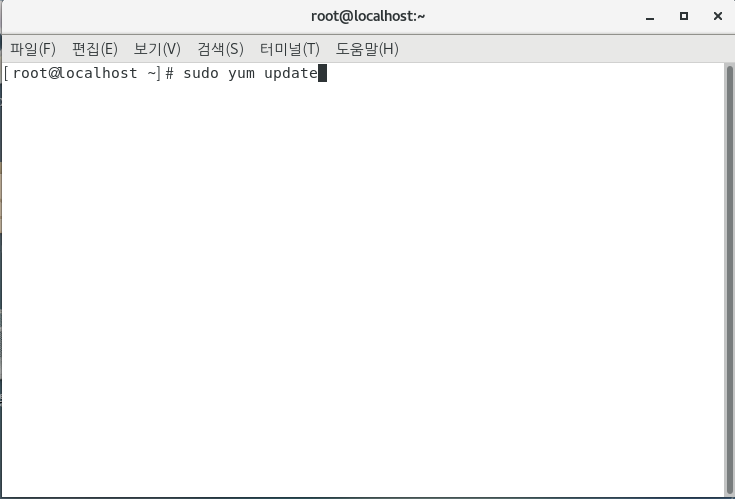 root@localhost:~
파일(F) 편집(E) 보기(V) 검색(S) 터미널(T) 도움말(H)
[root@localhost ~]# sudo yum update